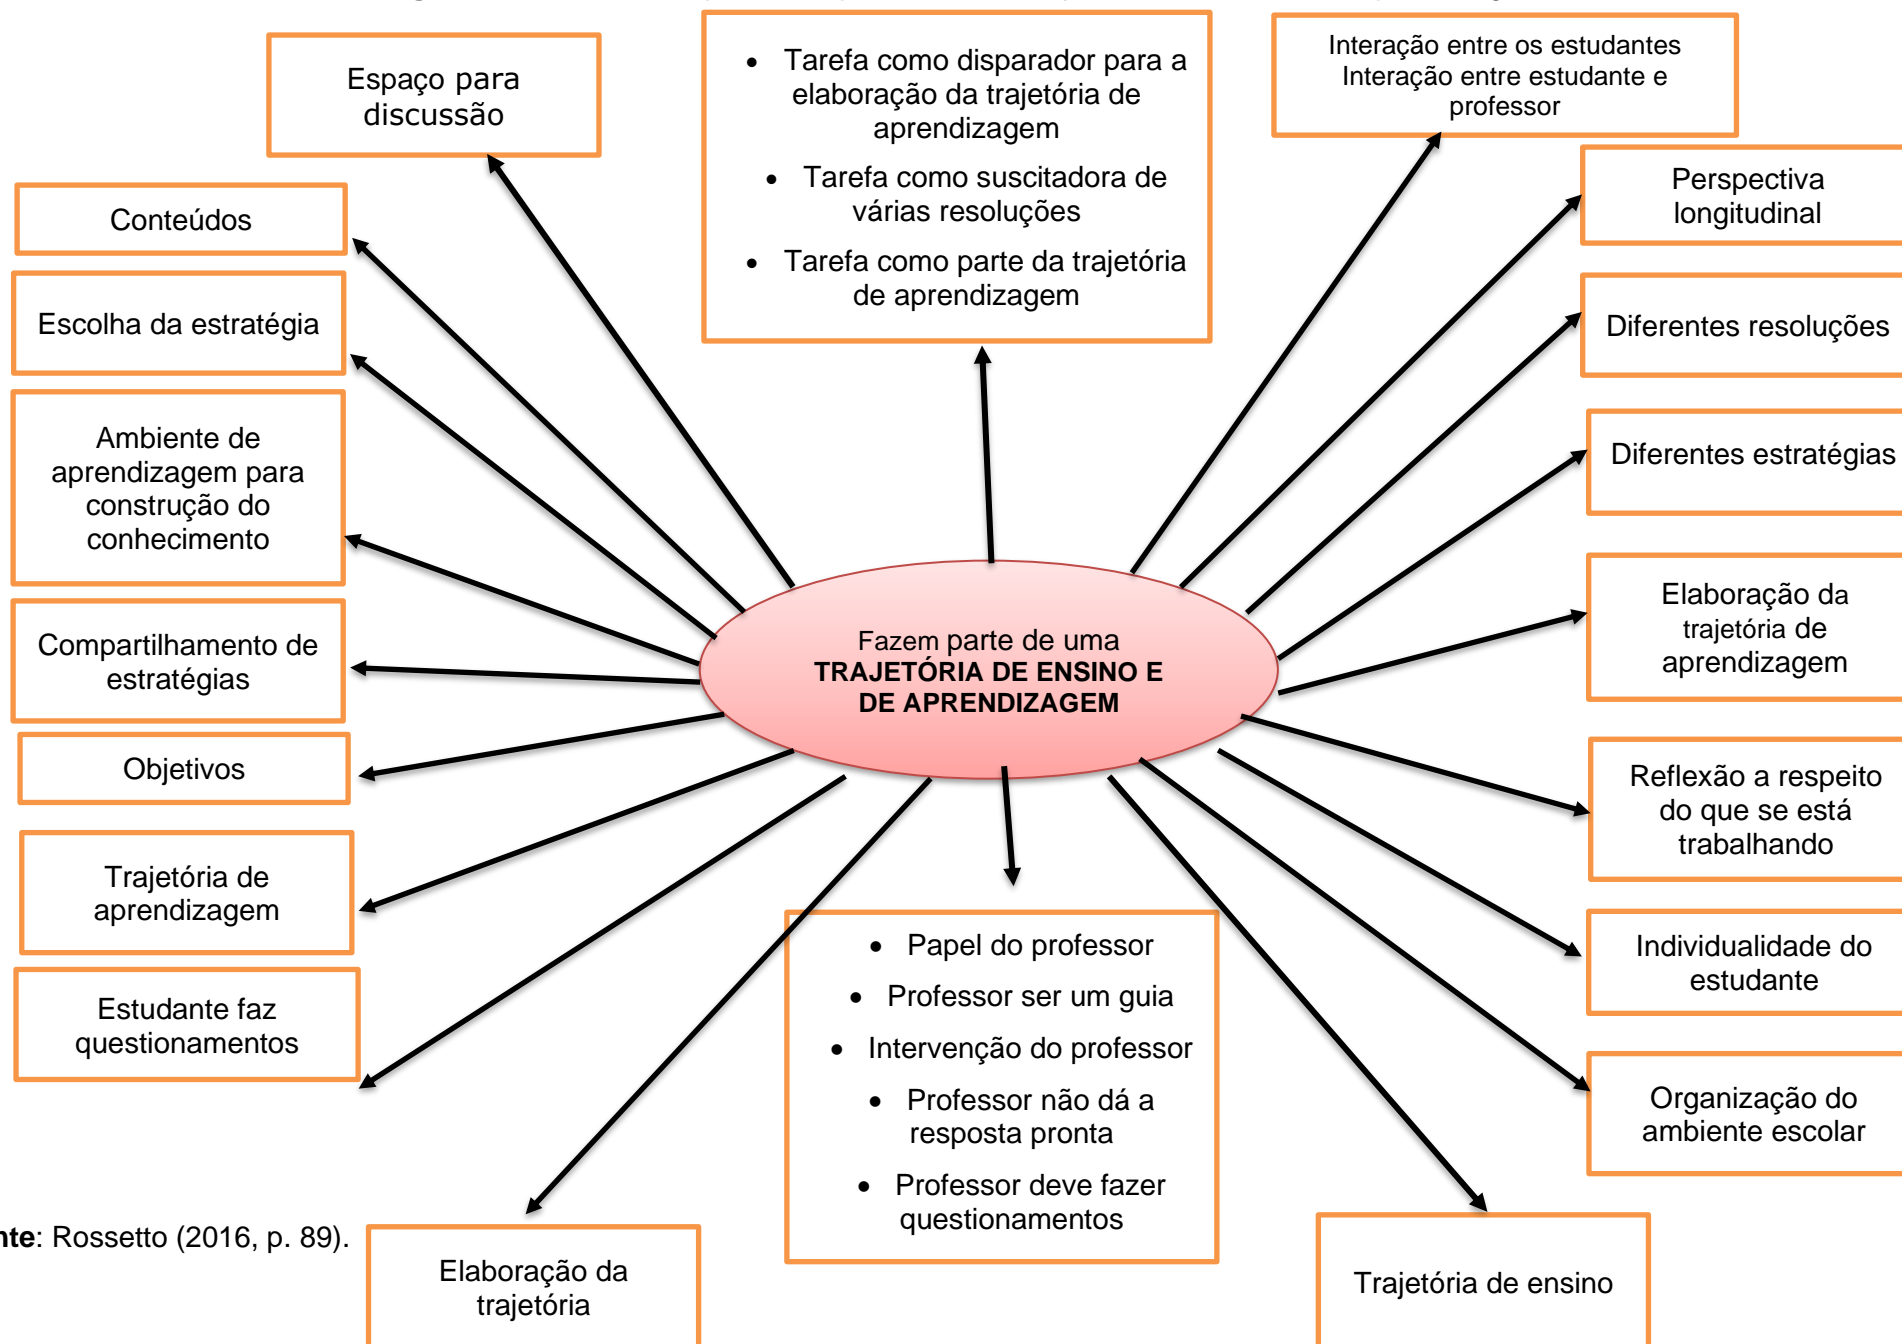 Espaço para
discussão
• Tarefa como disparador para a
elaboração da trajetória de
aprendizagem
• Tarefa como suscitadora de
várias resoluções
• Tarefa como parte da trajetória
de aprendizagem
Interação entre os estudantes
Interação entre estudante e
professor
Conteúdos
Escolha da estratégia
Ambiente de
aprendizagem para
construção do
conhecimento
Compartilhamento de
estratégias
Objetivos
Trajetória de
aprendizagem
Estudante faz
questionamentos
Fazem parte de uma
TRAJETÓRIA DE ENSINO E
DE APRENDIZAGEM
Perspectiva
longitudinal
Diferentes resoluções
Diferentes estratégias
Elaboração da
trajetória de
aprendizagem
Reflexão a respeito
do que se está
trabalhando
Individualidade do
estudante
Organização do
ambiente escolar
• Papel do professor
• Professor ser um guia
• Intervenção do professor
• Professor não dá a
resposta pronta
• Professor deve fazer
questionamentos
nte: Rossetto (2016, p. 89).
Elaboração da
trajetória
Trajetória de ensino